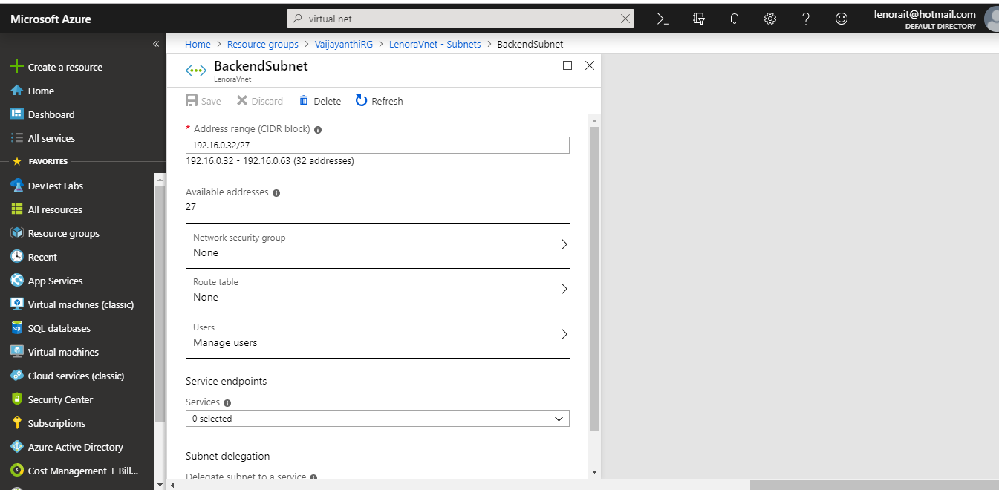 Microsoft Azure
virtual net
lenorait@hotmail.com
DEFAULT DIRECTORY
«
Create a resource
Home
Dashboard
All services
FAVORITES
DevTest Labs
All resources
Resource groups
Recent
App Services
Virtual machines (classic)
SQL databases
Virtual machines
Cloud services (classic)
Security Center
Subscriptions
Azure Active Directory
Cost Management + Bill...
Home > Resource groups > VaijayanthiRG > LenoraVnet - Subnets > BackendSubnet
BackendSubnet
LenoraVnet
Save Discard Delete Refresh
* Address range (CIDR block)
192.16.0.32/27
192.16.0.32 - 192.16.0.63 (32 addresses)
Available addresses
27
Network security group
None
Route table
None
Users
Manage users
Service endpoints
Services
0 selected
Subnet delegation
Delegate subnet to a service